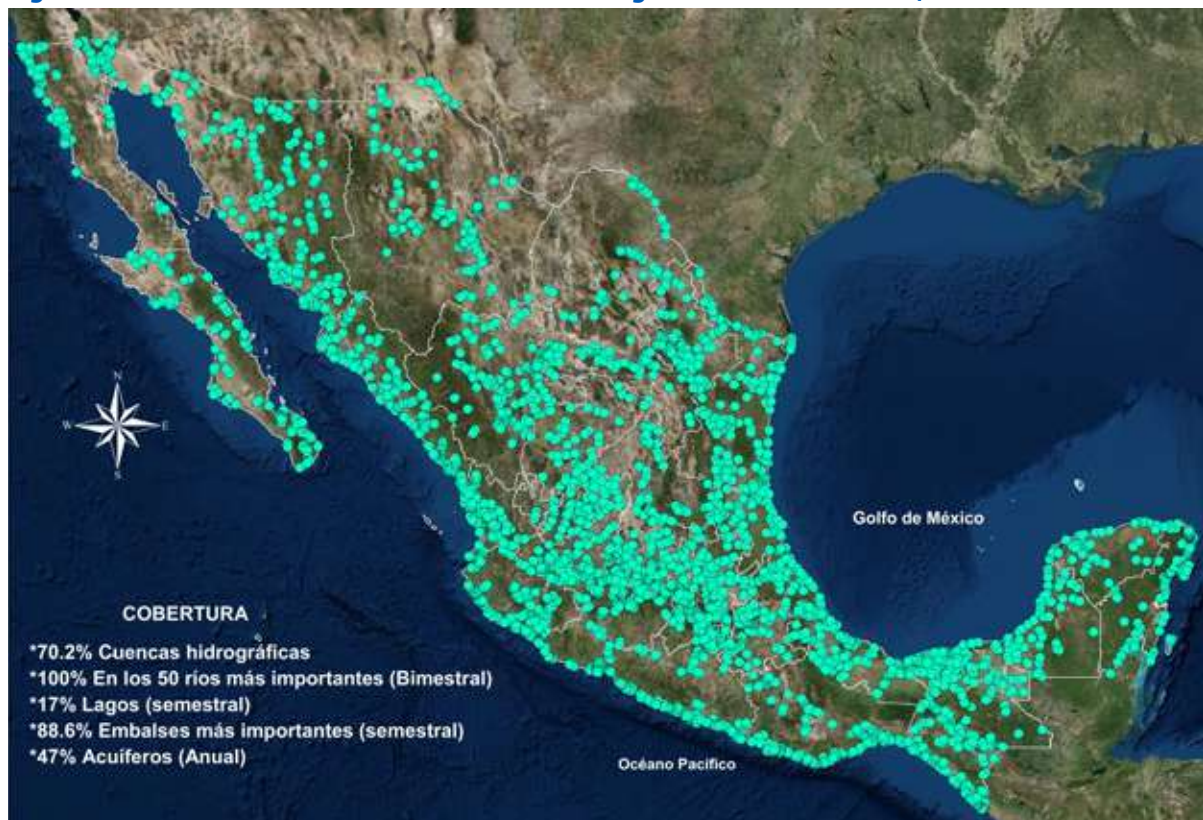 N
W E
S
Golfo de México
COBERTURA
*70.2% Cuencas hidrográficas
*100% En los 50 ríos más importantes (Bimestral)
*17% Lagos (semestral)
*88.6% Embalses más importantes (semestral)
*47% Acuíferos (Anual)
Océano Pacífico